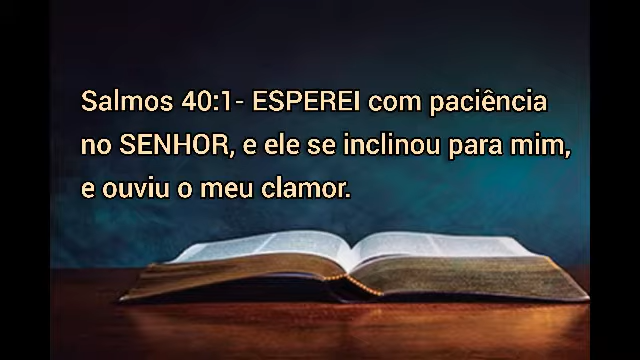 Salmos 40:1- ESPEREI com paciência
no SENHOR, e ele se inclinou para mim,
e ouviu o meu clamor.